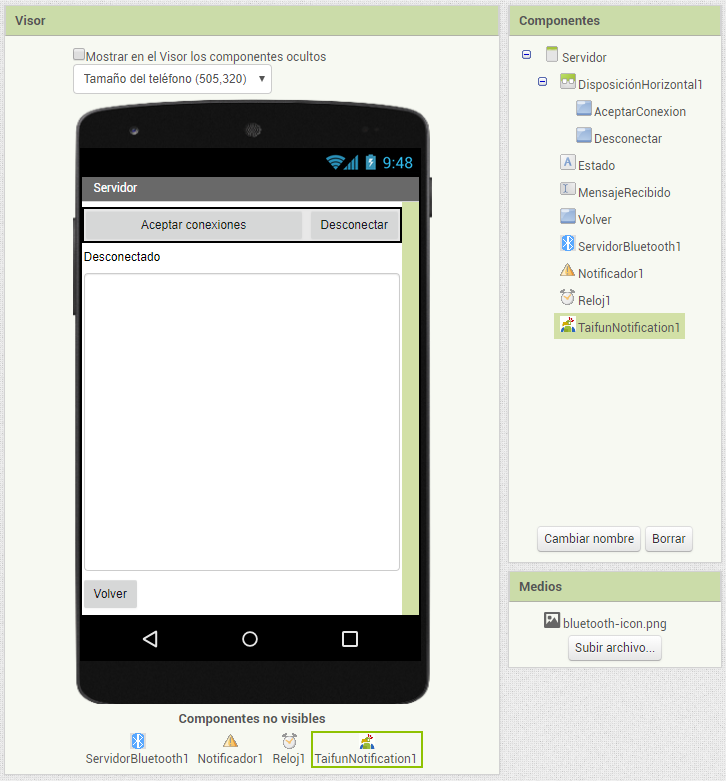 Visor
Mostrar en el Visor los componentes ocultos
Tamaño del teléfono (505,320)
9:48
Servidor
Aceptar conexiones
Desconectar
Desconectado
Volver
Componentes no visibles
ServidorBluetooth1
Notificador1
Reloj1
TaifunNotification1
Componentes
Servidor
DisposiciónHorizontal1
AceptarConexion
Desconectar
Estado
MensajeRecibido
Volver
ServidorBluetooth1
Notificador1
Reloj1
TaifunNotification1
Cambiar nombre
Borrar
Medios
bluetooth-icon.png
Subir archivo...